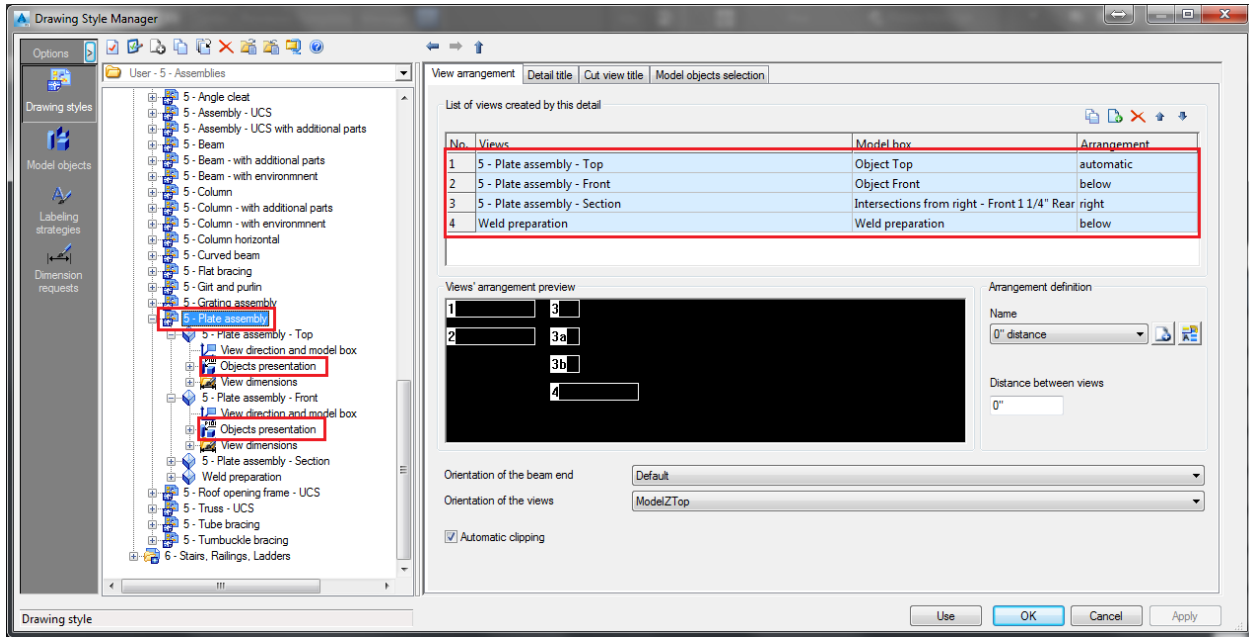 Drawing Style Manager
Options
Drawing styles
Model objects
Labeling
strategies
Dimension
requests
User - 5 - Assemblies
5 - Angle cleat
5 - Assembly - UCS
5 - Assembly - UCS with additional parts
5 - Beam
5 - Beam - with additional parts
5 - Beam - with environmnent
5 - Column
5 - Column - with additional parts
5 - Column - with environmnent
5 - Column horizontal
5 - Curved beam
5 - Flat bracing
5 - Girt and purlin
5 - Grating assembly
5 - Plate assembly
5 - Plate assembly - Top
View direction and model box
Objects presentation
View dimensions
5 - Plate assembly - Front
View direction and model box
Objects presentation
View dimensions
5 - Plate assembly - Section
Weld preparation
5 - Roof opening frame - UCS
5 - Truss - UCS
5 - Tube bracing
5 - Turnbuckle bracing
6 - Stairs, Railings, Ladders
View arrangement Detail title Cut view title Model objects selection
List of views created by this detail
No. Views Model box Arrangement
1 5 - Plate assembly - Top Object Top automatic
2 5 - Plate assembly - Front Object Front below
3 5 - Plate assembly - Section Intersections from right - Front 1 1/4" Rear right
4 Weld preparation Weld preparation below
Views' arrangement preview
1 3
2 3a
3b
4
Arrangement definition
Name
0" distance
Distance between views
0"
Orientation of the beam end Default
Orientation of the views ModelZTop
Automatic clipping
Drawing style
Use OK Cancel Apply